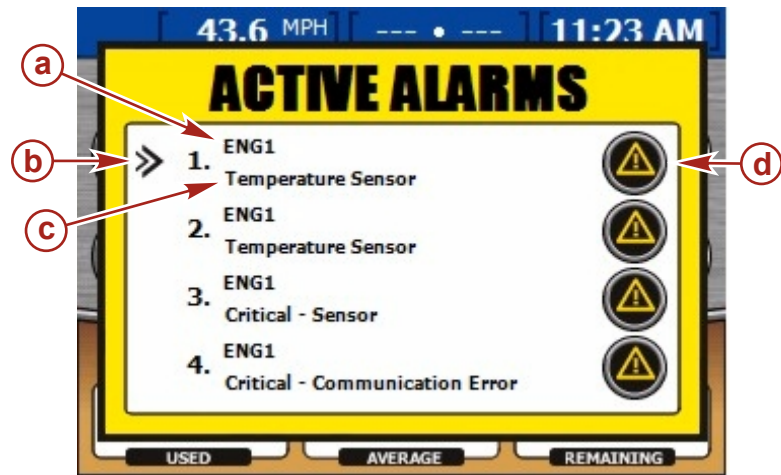 43.6 MPH --- • --- 11:23 AM
ACTIVE ALARMS
a
b
c
d
1. ENG1
Temperature Sensor
2. ENG1
Temperature Sensor
3. ENG1
Critical - Sensor
4. ENG1
Critical - Communication Error
USED AVERAGE REMAINING